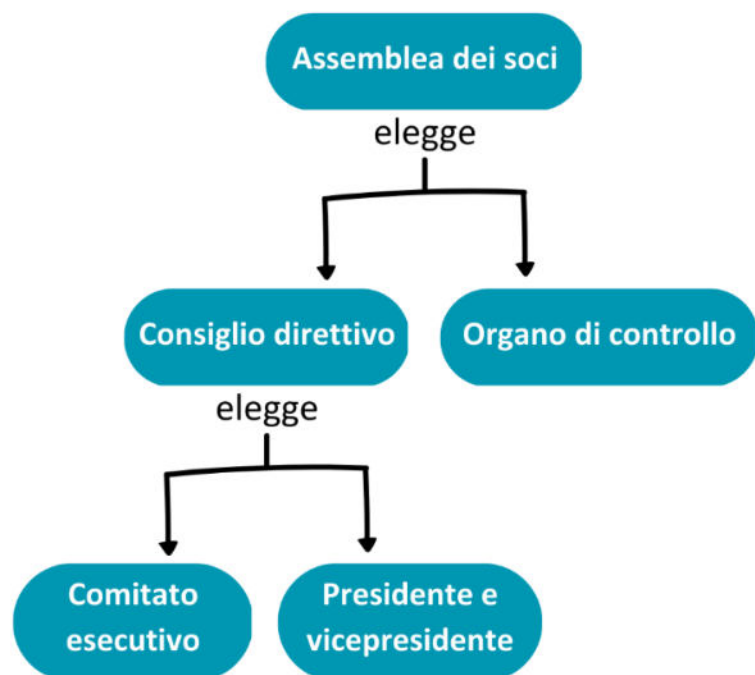 Assemblea dei soci
elegge
Consiglio direttivo
Organo di controllo
elegge
Comitato
esecutivo
Presidente e
vicepresidente